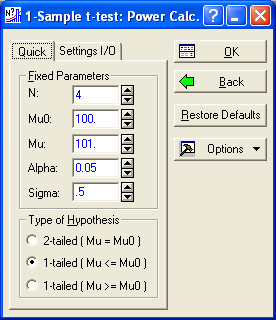 1-Sample t-test: Power Calc.
Quick
Settings I/O
OK
Back
Restore Defaults
Options
Fixed Parameters
N: 4
Mu0: 100.
Mu: 101.
Alpha: 0.05
Sigma: .5
Type of Hypothesis
2-tailed ( Mu = Mu0 )
1-tailed ( Mu <= Mu0 )
1-tailed ( Mu >= Mu0 )